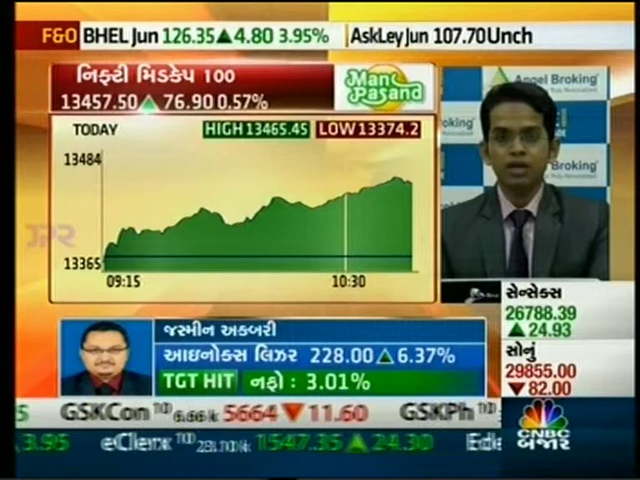 F&O BHEL Jun 126.35 ▲ 4.80 3.95% AskLeyJun 107.70 Unch
નિફ્ટી મિડકેપ 100
13457.50 ▲ 76.90 0.57%
Man Pasand
TODAY HIGH 13465.45 LOW 13374.2
13484
13365
09:15 10:30
JPR
Angel Broking
Broking
સેન્સેક્સ
26788.39
▲ 24.93
સોનું
29855.00
▼ 82.00
જસ્મીન અકબરી
આઇનોક્સ લિઝર 228.00 ▲ 6.37%
TGT HIT નફો : 3.01%
GSKCon 5664 ▼ 11.60 GSKPh
3.95 eClerx 1547.35 ▲ 24.30 Ede
CNBC
બજાર